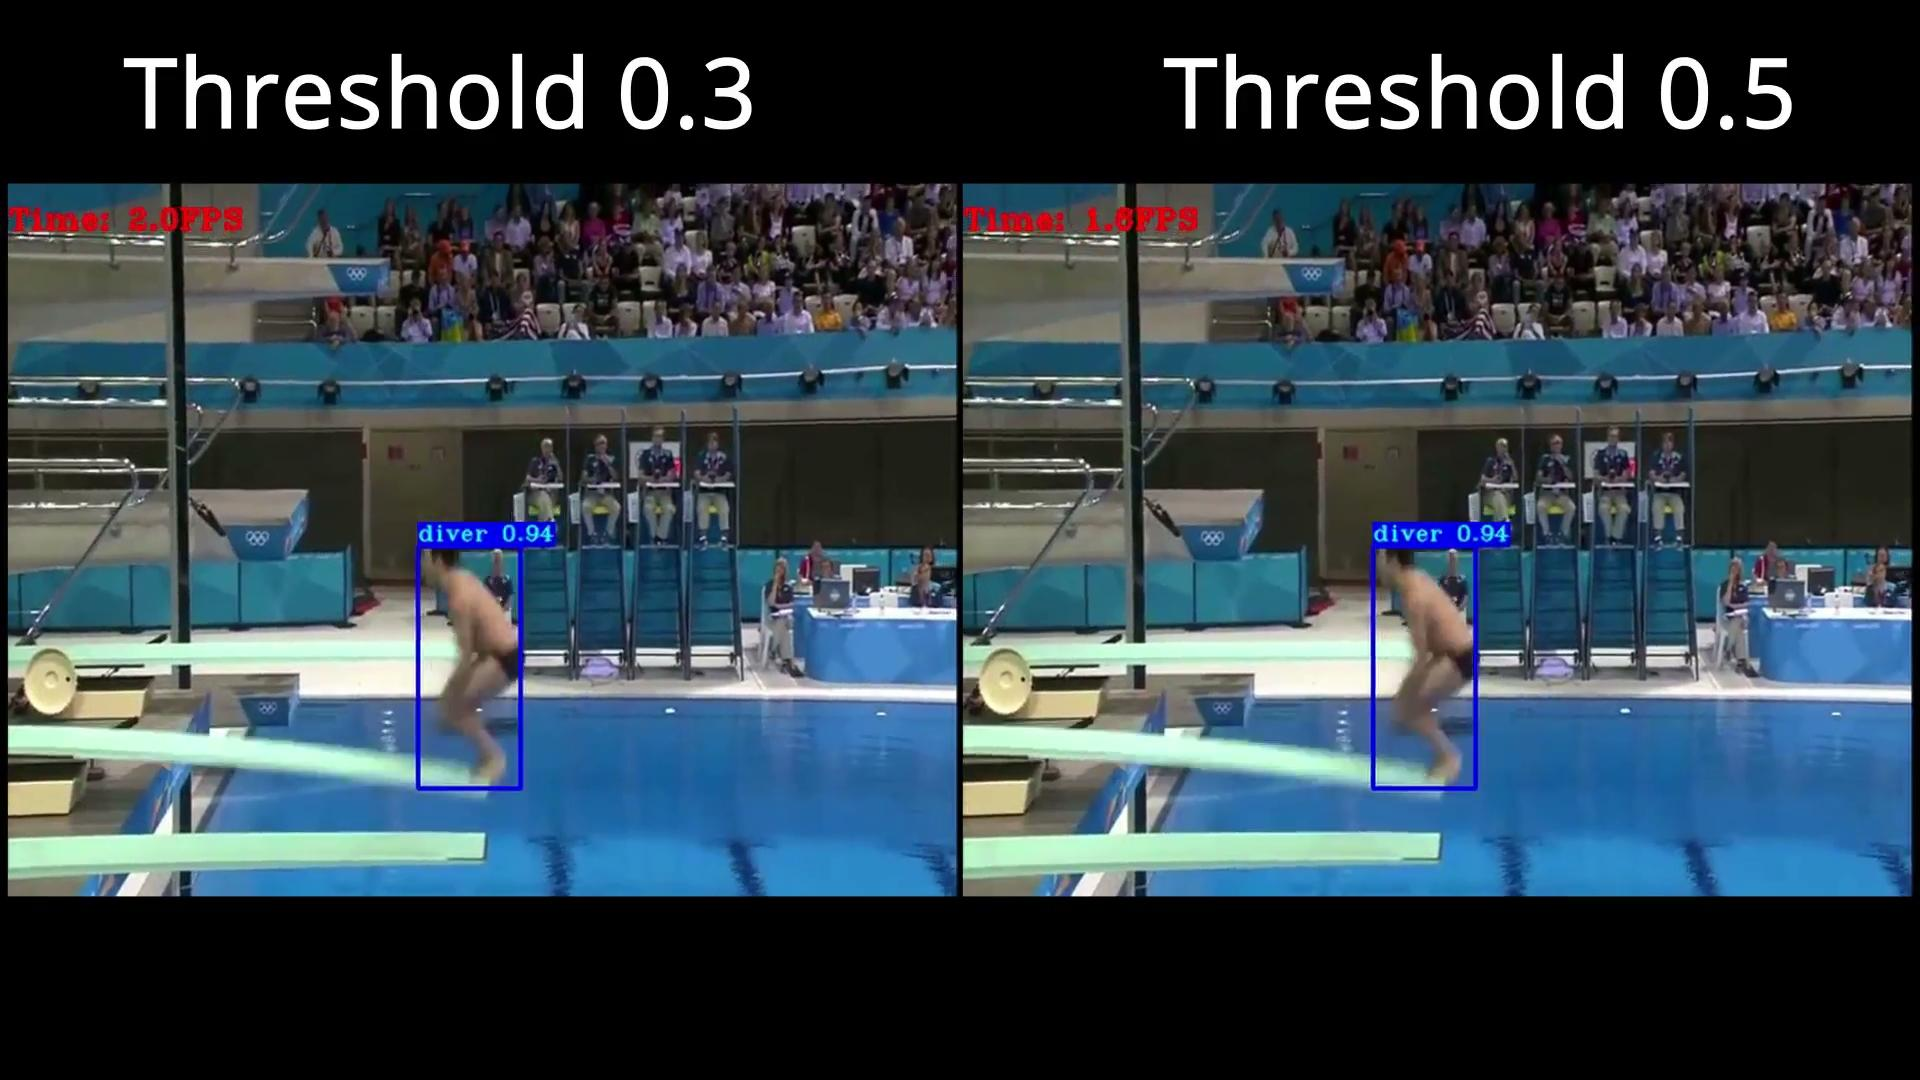 Threshold 0.3
Threshold 0.5
Time: 2.0FPS
Time: 1.6FPS
diver 0.94
diver 0.94